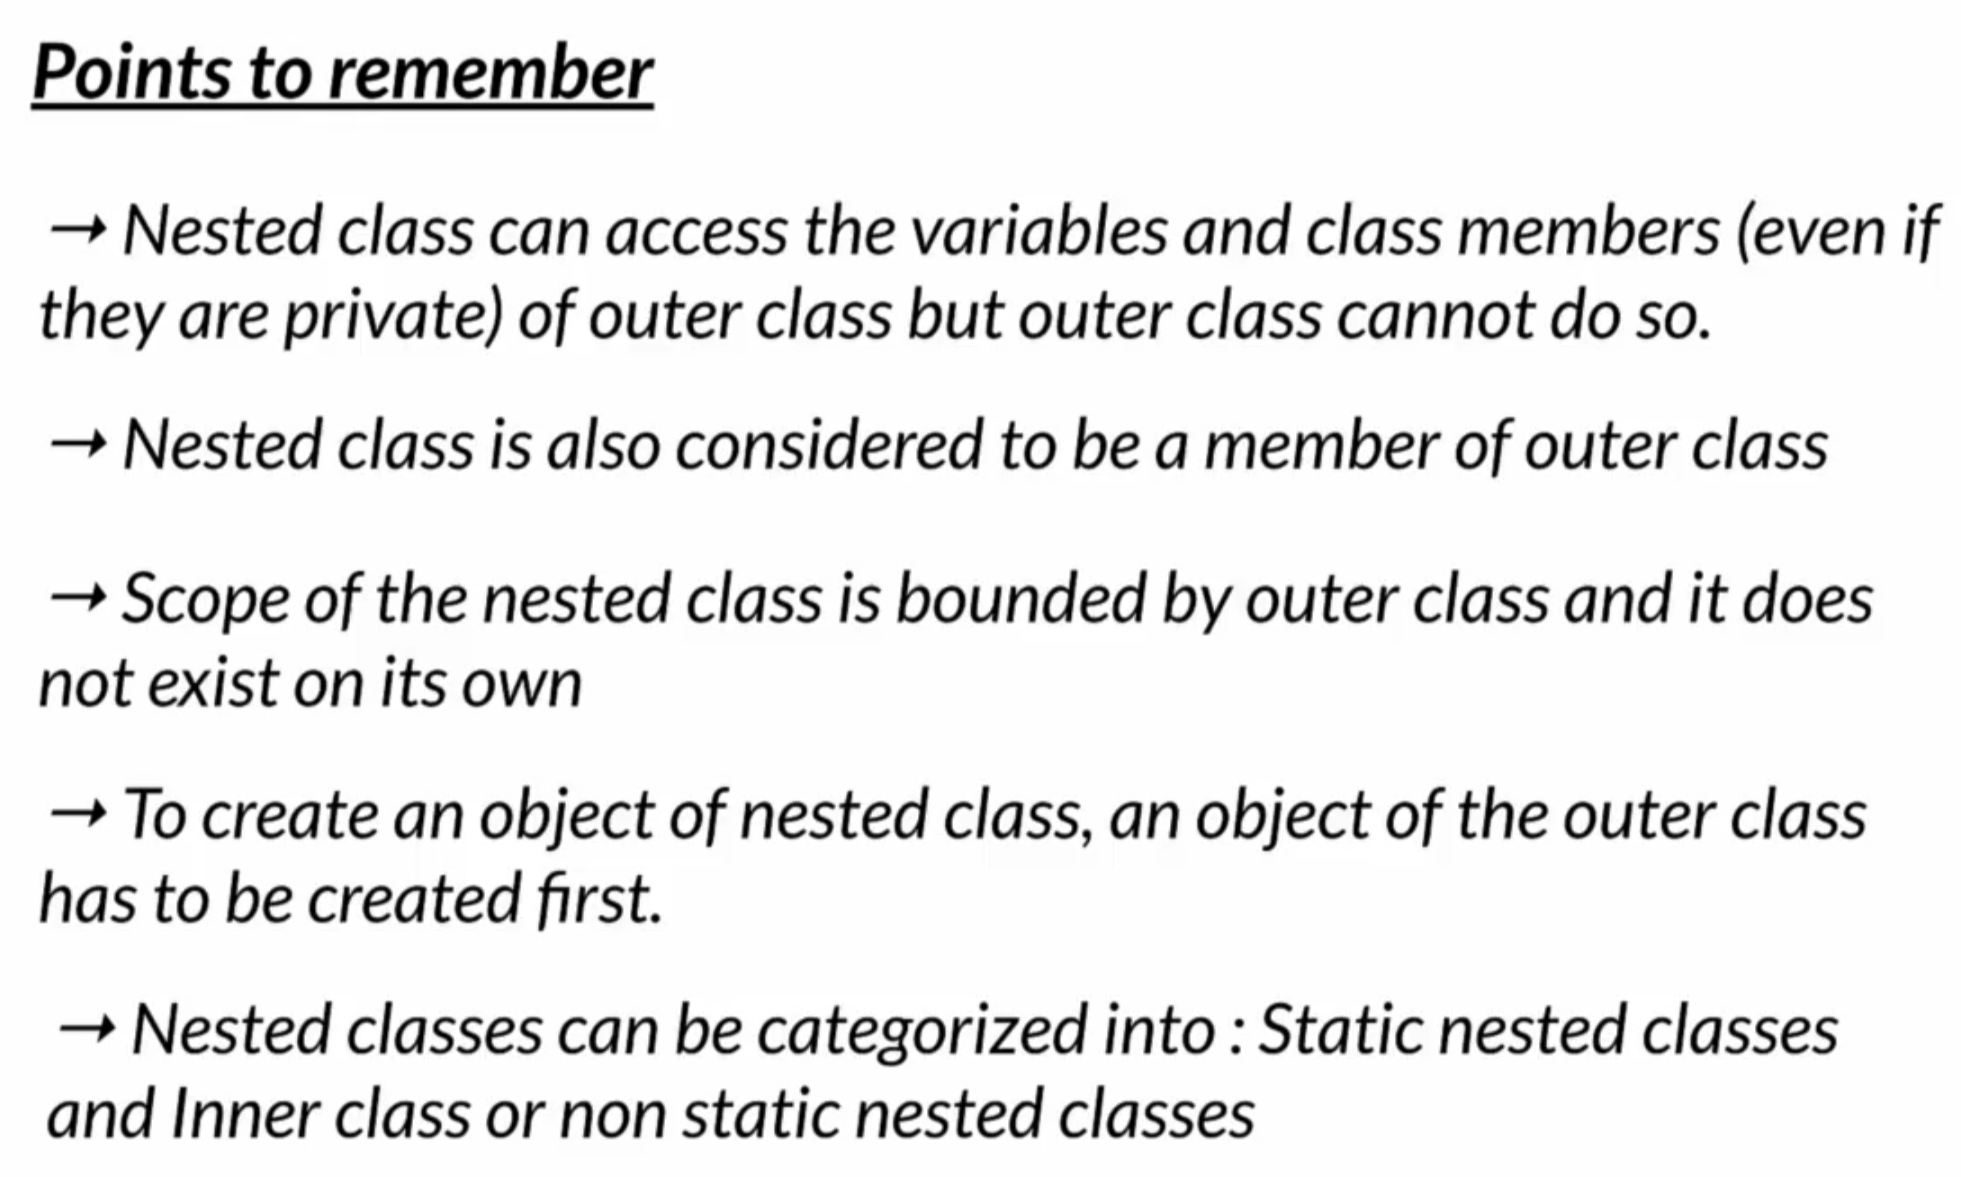 Points to remember
→ Nested class can access the variables and class members (even if
they are private) of outer class but outer class cannot do so.
→ Nested class is also considered to be a member of outer class
→ Scope of the nested class is bounded by outer class and it does
not exist on its own
→ To create an object of nested class, an object of the outer class
has to be created first.
→ Nested classes can be categorized into : Static nested classes
and Inner class or non static nested classes